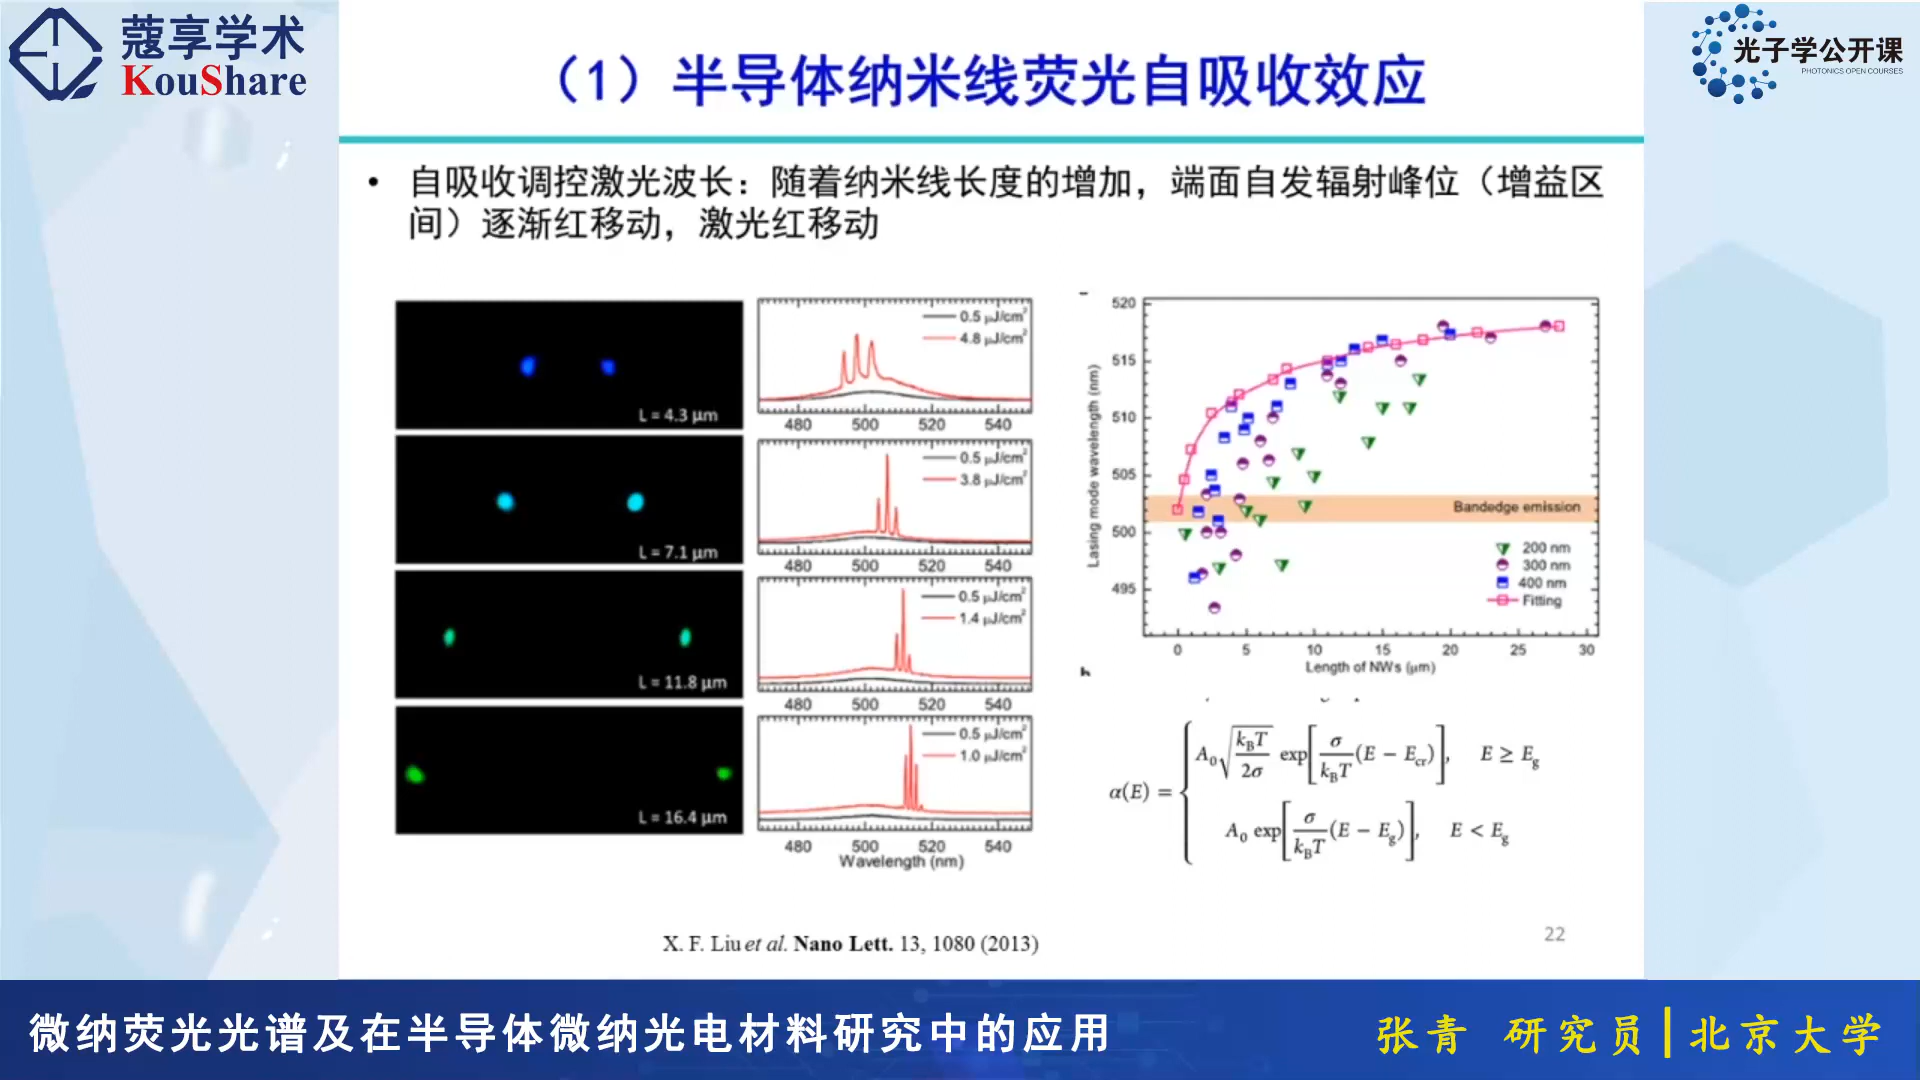 蔻享学术
KouShare
光子学公开课
PHOTONICS OPEN COURSES
（1）半导体纳米线荧光自吸收效应
• 自吸收调控激光波长：随着纳米线长度的增加，端面自发辐射峰位（增益区
间）逐渐红移动，激光红移动
L = 4.3 μm
L = 7.1 μm
L = 11.8 μm
L = 16.4 μm
0.5 μJ/cm²
4.8 μJ/cm²
480 500 520 540
0.5 μJ/cm²
3.8 μJ/cm²
480 500 520 540
0.5 μJ/cm²
1.4 μJ/cm²
480 500 520 540
0.5 μJ/cm²
1.0 μJ/cm²
480 500 520 540
Wavelength (nm)
Lasing mode wavelength (nm)
520
515
510
505
500
495
Bandedge emission
200 nm
300 nm
400 nm
Fitting
0 5 10 15 20 25 30
Length of NWs (μm)
b
α(E) = { A₀√(k_BT/2σ) exp[σ/k_BT (E − E_cr)], E ≥ E_g
A₀ exp[σ/k_BT (E − E_g)], E < E_g
X. F. Liu et al. Nano Lett. 13, 1080 (2013)
22
微纳荧光光谱及在半导体微纳光电材料研究中的应用
张青 研究员|北京大学